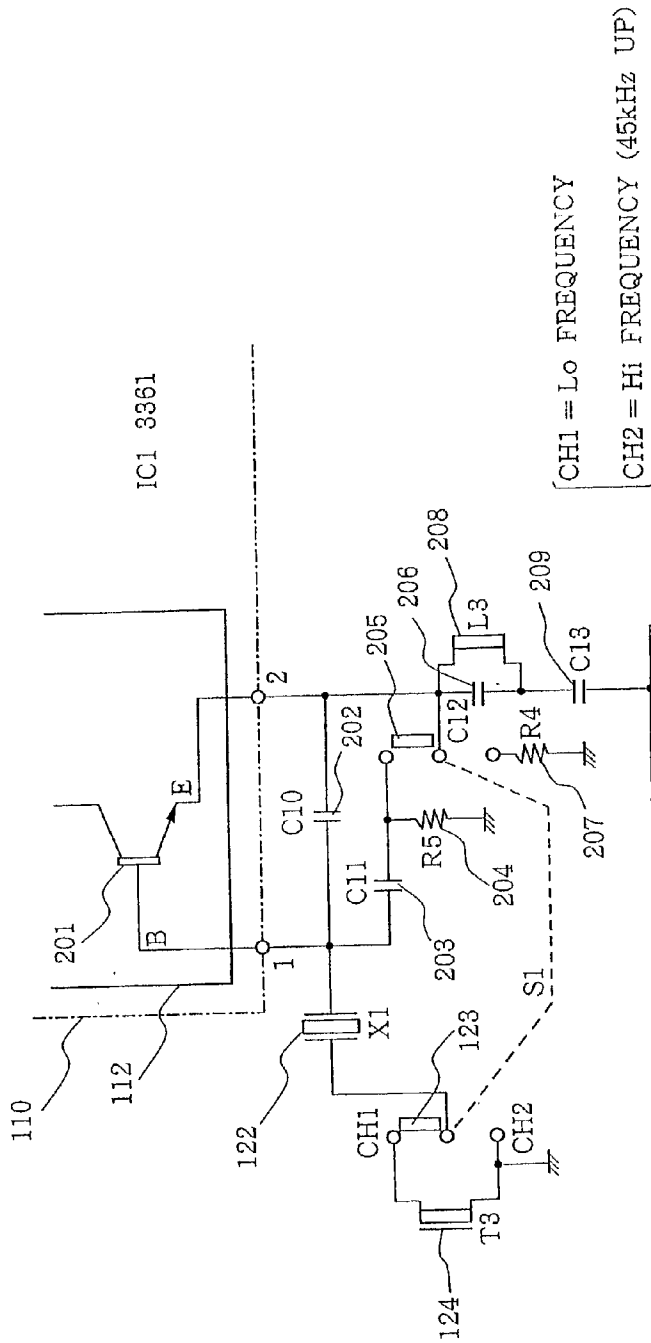 110
112
201
IC1 3361
B
E
1
2
122
X1
C10
202
C11
203
R5
204
205
206
208
C12
L3
209
C13
R4
207
S1
CH1
123
CH2
T3
124
CH1 = Lo FREQUENCY
CH2 = Hi FREQUENCY (45kHz UP)